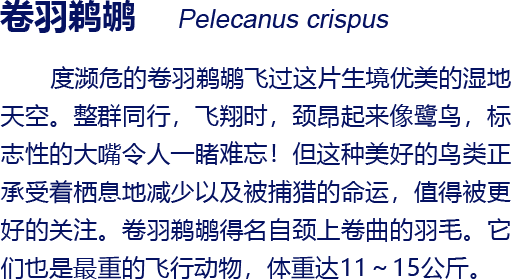 卷羽鹈鹕 Pelecanus crispus
度濒危的卷羽鹈鹕飞过这片生境优美的湿地
天空。整群同行，飞翔时，颈昂起来像鹭鸟，标
志性的大嘴令人一睹难忘！但这种美好的鸟类正
承受着栖息地减少以及被捕猎的命运，值得被更
好的关注。卷羽鹈鹕得名自颈上卷曲的羽毛。它
们也是最重的飞行动物，体重达11～15公斤。